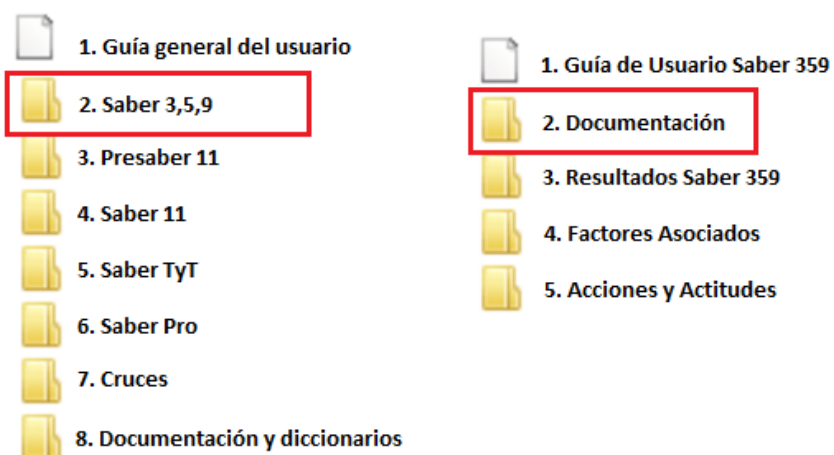 1. Guía general del usuario
2. Saber 3,5,9
3. Presaber 11
4. Saber 11
5. Saber TyT
6. Saber Pro
7. Cruces
8. Documentación y diccionarios
1. Guía de Usuario Saber 359
2. Documentación
3. Resultados Saber 359
4. Factores Asociados
5. Acciones y Actitudes